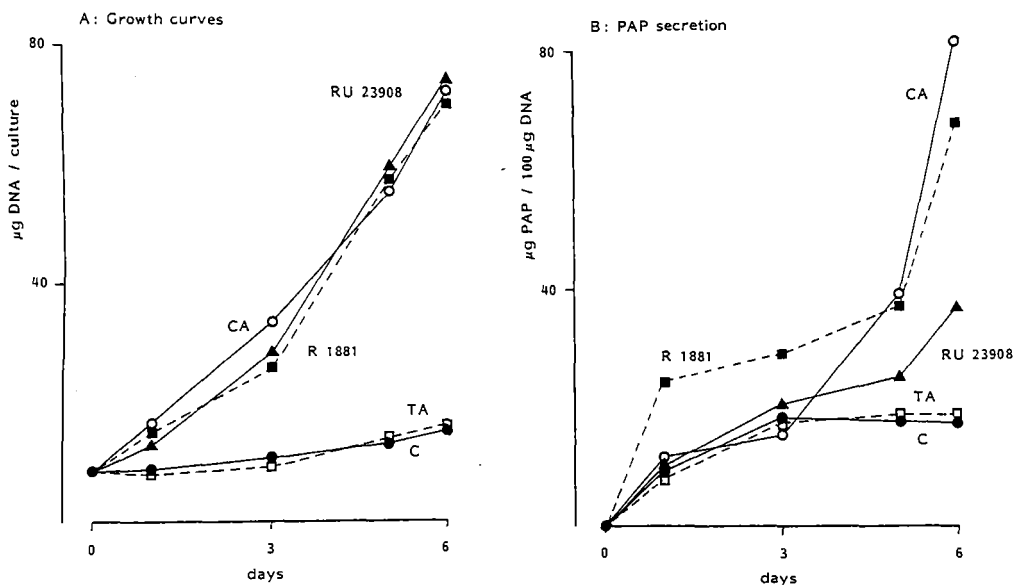 A: Growth curves
80
40
µg DNA / culture
RU 23908
CA
R 1881
TA
C
0
3
6
days
B: PAP secretion
80
40
µg PAP / 100 µg DNA
CA
R 1881
RU 23908
TA
C
0
3
6
days